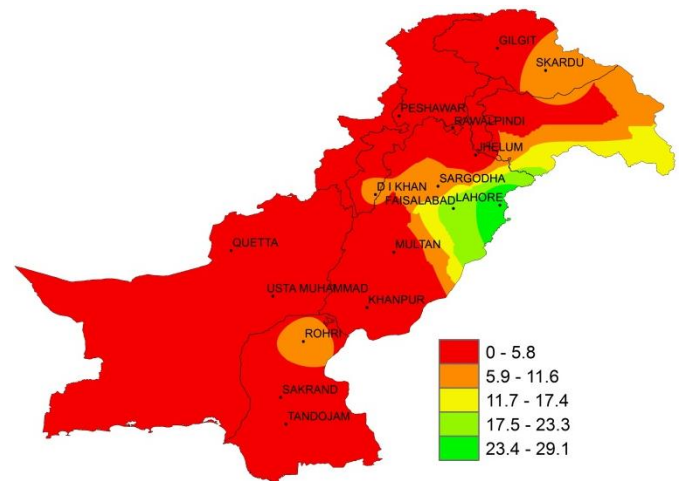 GILGIT
SKARDU
PESHAWAR
RAWALPINDI
JHELUM
SARGODHA
D I KHAN
FAISALABAD
LAHORE
QUETTA
MULTAN
USTA MUHAMMAD
KHANPUR
ROHRI
SAKRAND
TANDOJAM
0 - 5.8
5.9 - 11.6
11.7 - 17.4
17.5 - 23.3
23.4 - 29.1